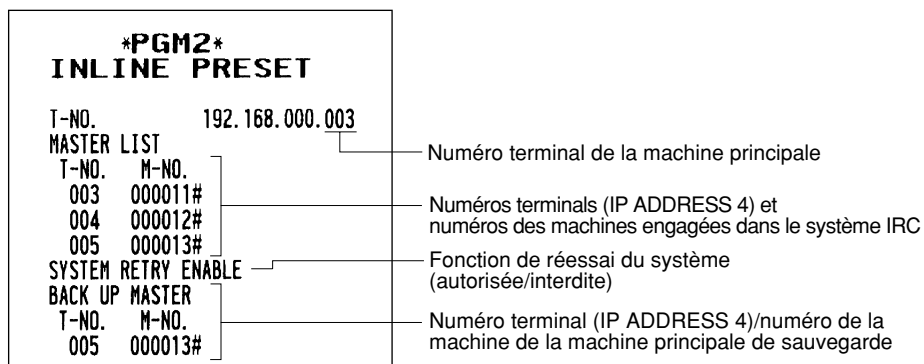 *PGM2*
INLINE PRESET
T-NO. 192.168.000.003
Numéro terminal de la machine principale
MASTER LIST
T-NO. M-NO.
003 000011#
004 000012#
005 000013#
Numéros terminals (IP ADDRESS 4) et
numéros des machines engagées dans le système IRC
SYSTEM RETRY ENABLE
Fonction de réessai du système
(autorisée/interdite)
BACK UP MASTER
T-NO. M-NO.
005 000013#
Numéro terminal (IP ADDRESS 4)/numéro de la
machine de la machine principale de sauvegarde